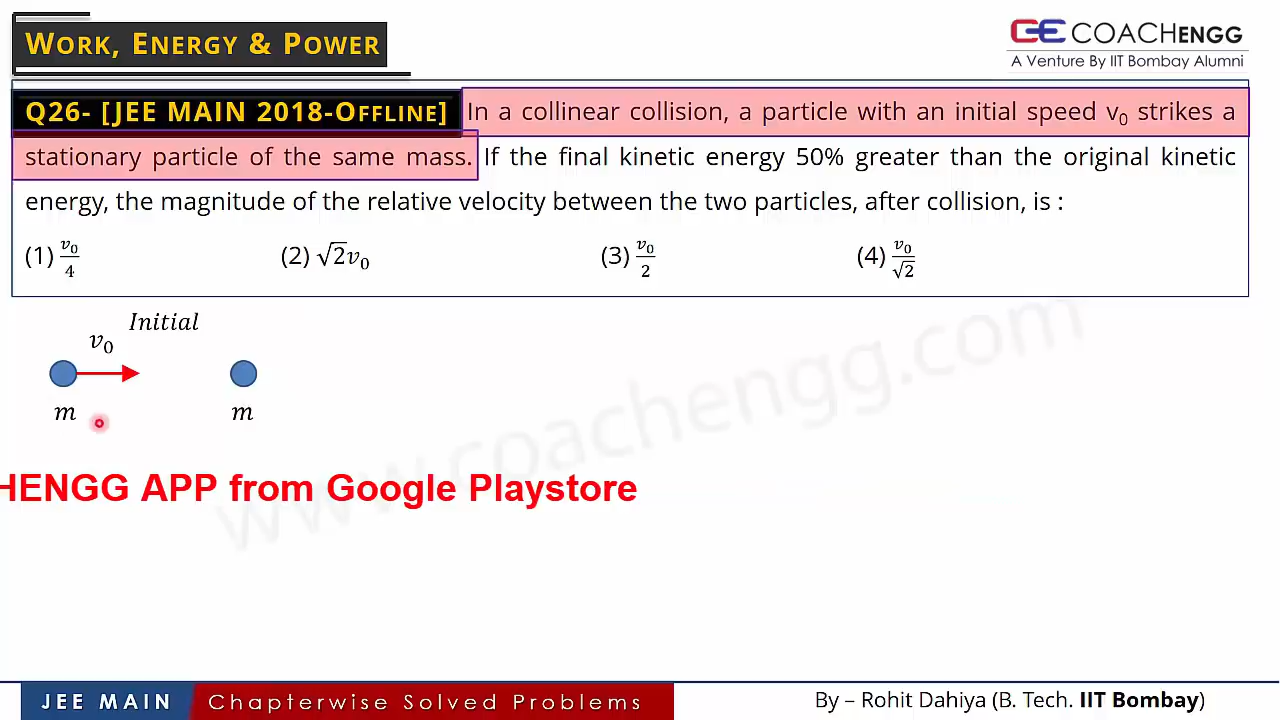 WORK, ENERGY & POWER
CE COACHENGG
A Venture By IIT Bombay Alumni
Q26- [JEE MAIN 2018-OFFLINE] In a collinear collision, a particle with an initial speed v₀ strikes a
stationary particle of the same mass. If the final kinetic energy 50% greater than the original kinetic
energy, the magnitude of the relative velocity between the two particles, after collision, is :
(1) v₀/4 (2) √2v₀ (3) v₀/2 (4) v₀/√2
Initial
v₀
m m
HENGG APP from Google Playstore
www.coachengg.com
JEE MAIN Chapterwise Solved Problems By – Rohit Dahiya (B. Tech. IIT Bombay)